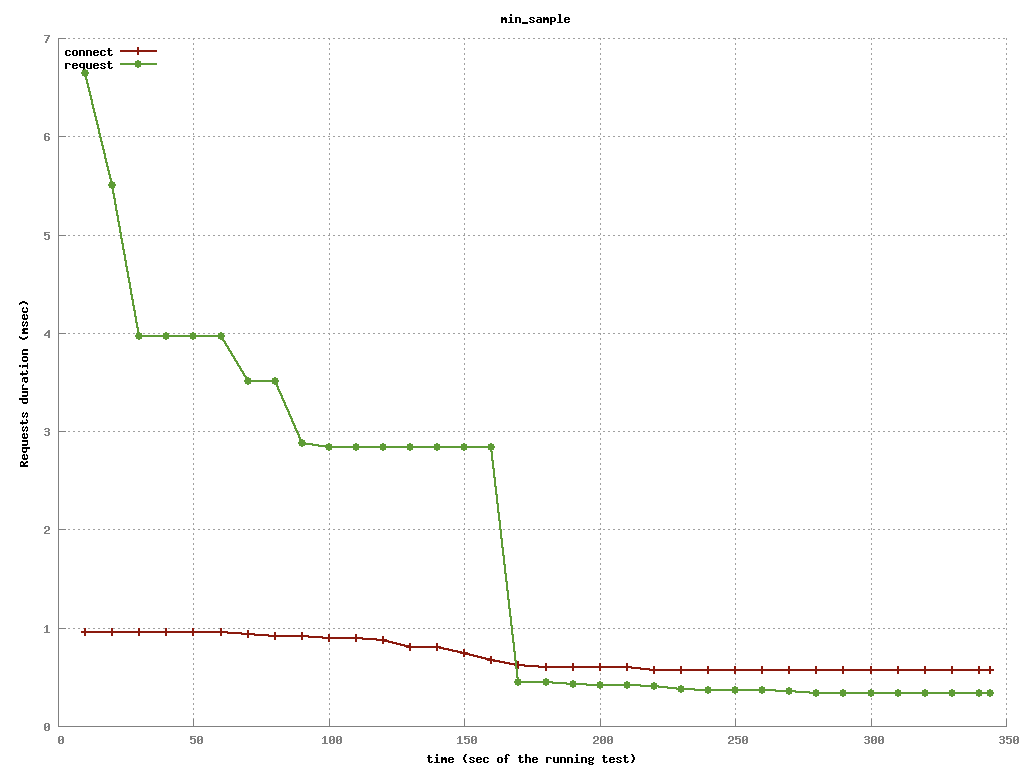 min_sample
connect
request
7
6
5
4
3
2
1
0
Requests duration (msec)
0 50 100 150 200 250 300 350
time (sec of the running test)